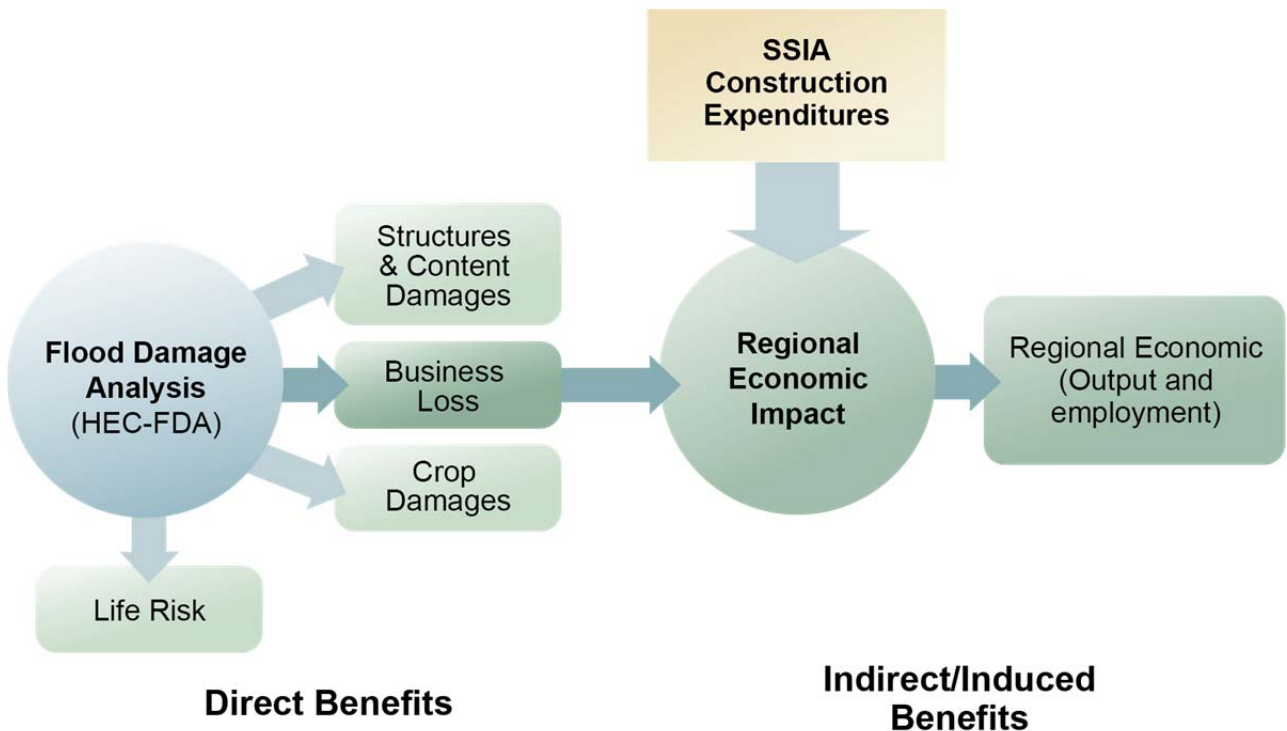 SSIA
Construction
Expenditures
Structures
& Content
Damages
Flood Damage
Analysis
(HEC-FDA)
Business
Loss
Regional
Economic
Impact
Regional Economic
(Output and
employment)
Crop
Damages
Life Risk
Direct Benefits
Indirect/Induced
Benefits